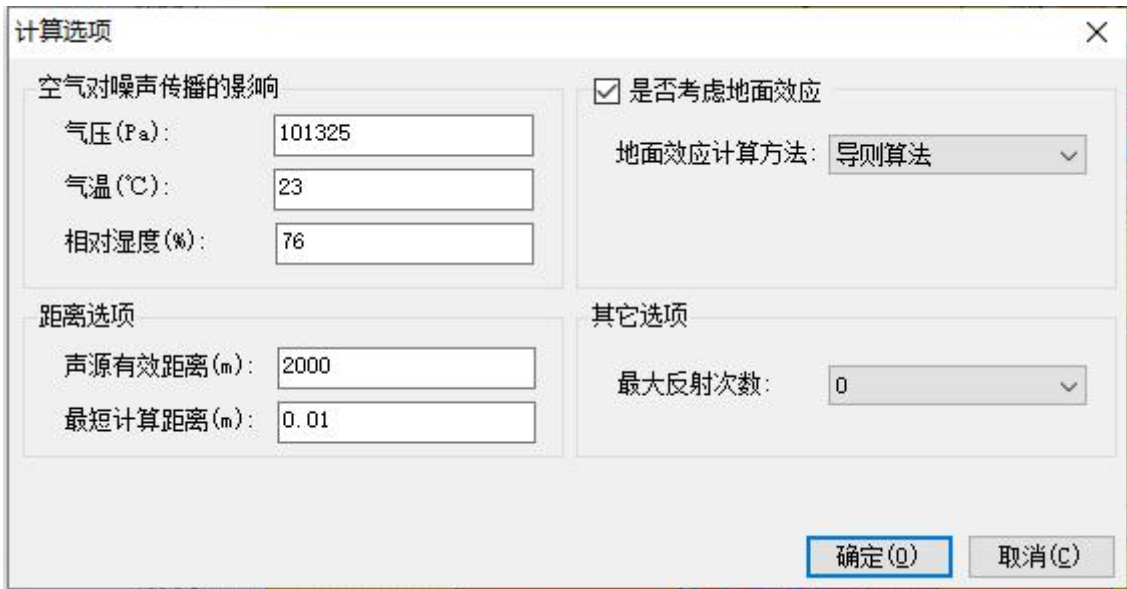 计算选项
空气对噪声传播的影响
气压(Pa): 101325
气温(℃): 23
相对湿度(%): 76
是否考虑地面效应
地面效应计算方法: 导则算法
距离选项
声源有效距离(m): 2000
最短计算距离(m): 0.01
其它选项
最大反射次数: 0
确定(O) 取消(C)